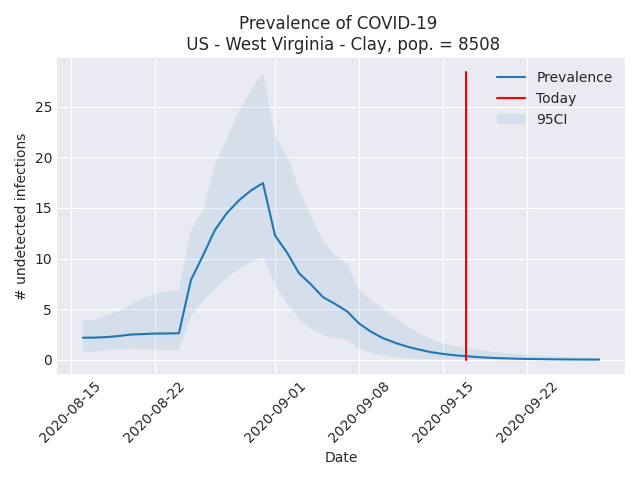 Prevalence of COVID-19
US - West Virginia - Clay, pop. = 8508
Prevalence
Today
95CI
# undetected infections
25
20
15
10
5
0
2020-08-15
2020-08-22
2020-09-01
2020-09-08
2020-09-15
2020-09-22
Date